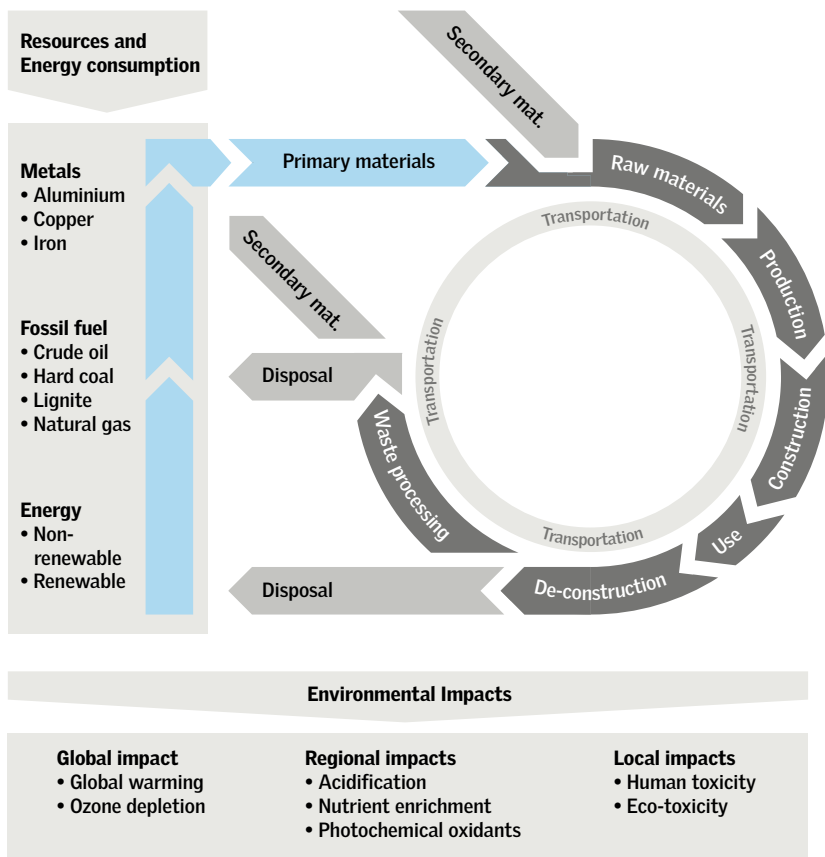 Resources and
Energy consumption
Metals
• Aluminium
• Copper
• Iron
Fossil fuel
• Crude oil
• Hard coal
• Lignite
• Natural gas
Energy
• Non-
renewable
• Renewable
Primary materials
Secondary mat.
Raw materials
Production
Construction
Use
De-construction
Waste processing
Disposal
Disposal
Secondary mat.
Transportation
Transportation
Transportation
Transportation
Environmental Impacts
Global impact
• Global warming
• Ozone depletion
Regional impacts
• Acidification
• Nutrient enrichment
• Photochemical oxidants
Local impacts
• Human toxicity
• Eco-toxicity